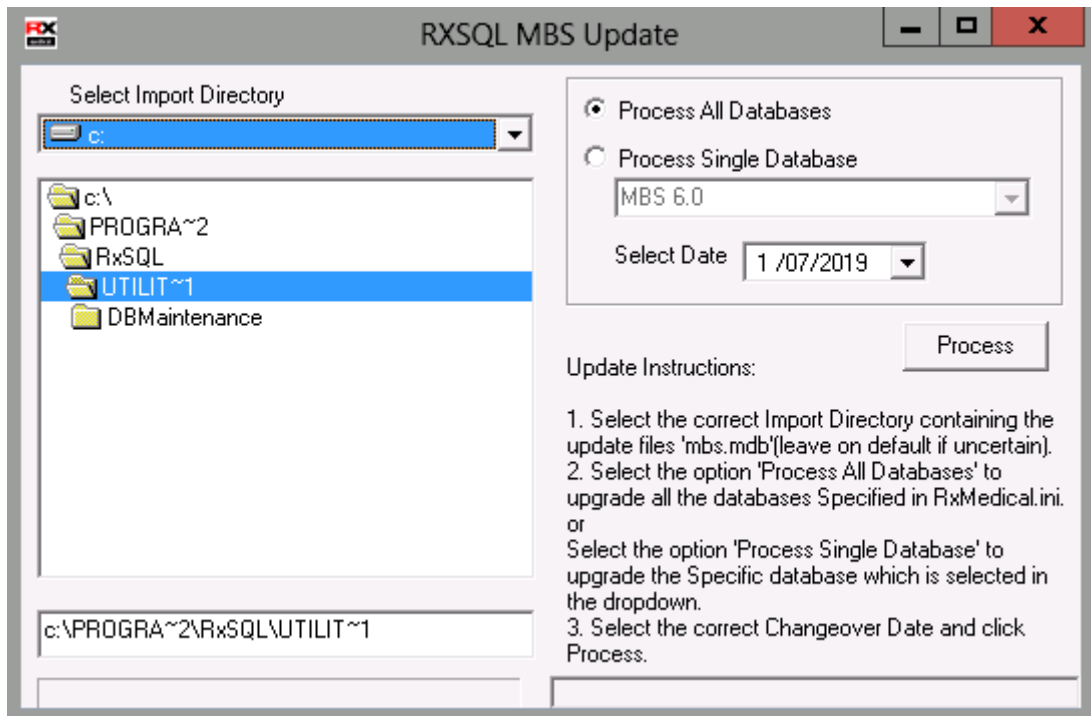 RX
RXSQL MBS Update
Select Import Directory
c:
c:\
PROGRA~2
RxSQL
UTILIT~1
DBMaintenance
c:\PROGRA~2\RxSQL\UTILIT~1
Process All Databases
Process Single Database
MBS 6.0
Select Date
1 /07/2019
Process
Update Instructions:
1. Select the correct Import Directory containing the
update files 'mbs.mdb'(leave on default if uncertain).
2. Select the option 'Process All Databases' to
upgrade all the databases Specified in RxMedical.ini.
or
Select the option 'Process Single Database' to
upgrade the Specific database which is selected in
the dropdown.
3. Select the correct Changeover Date and click
Process.